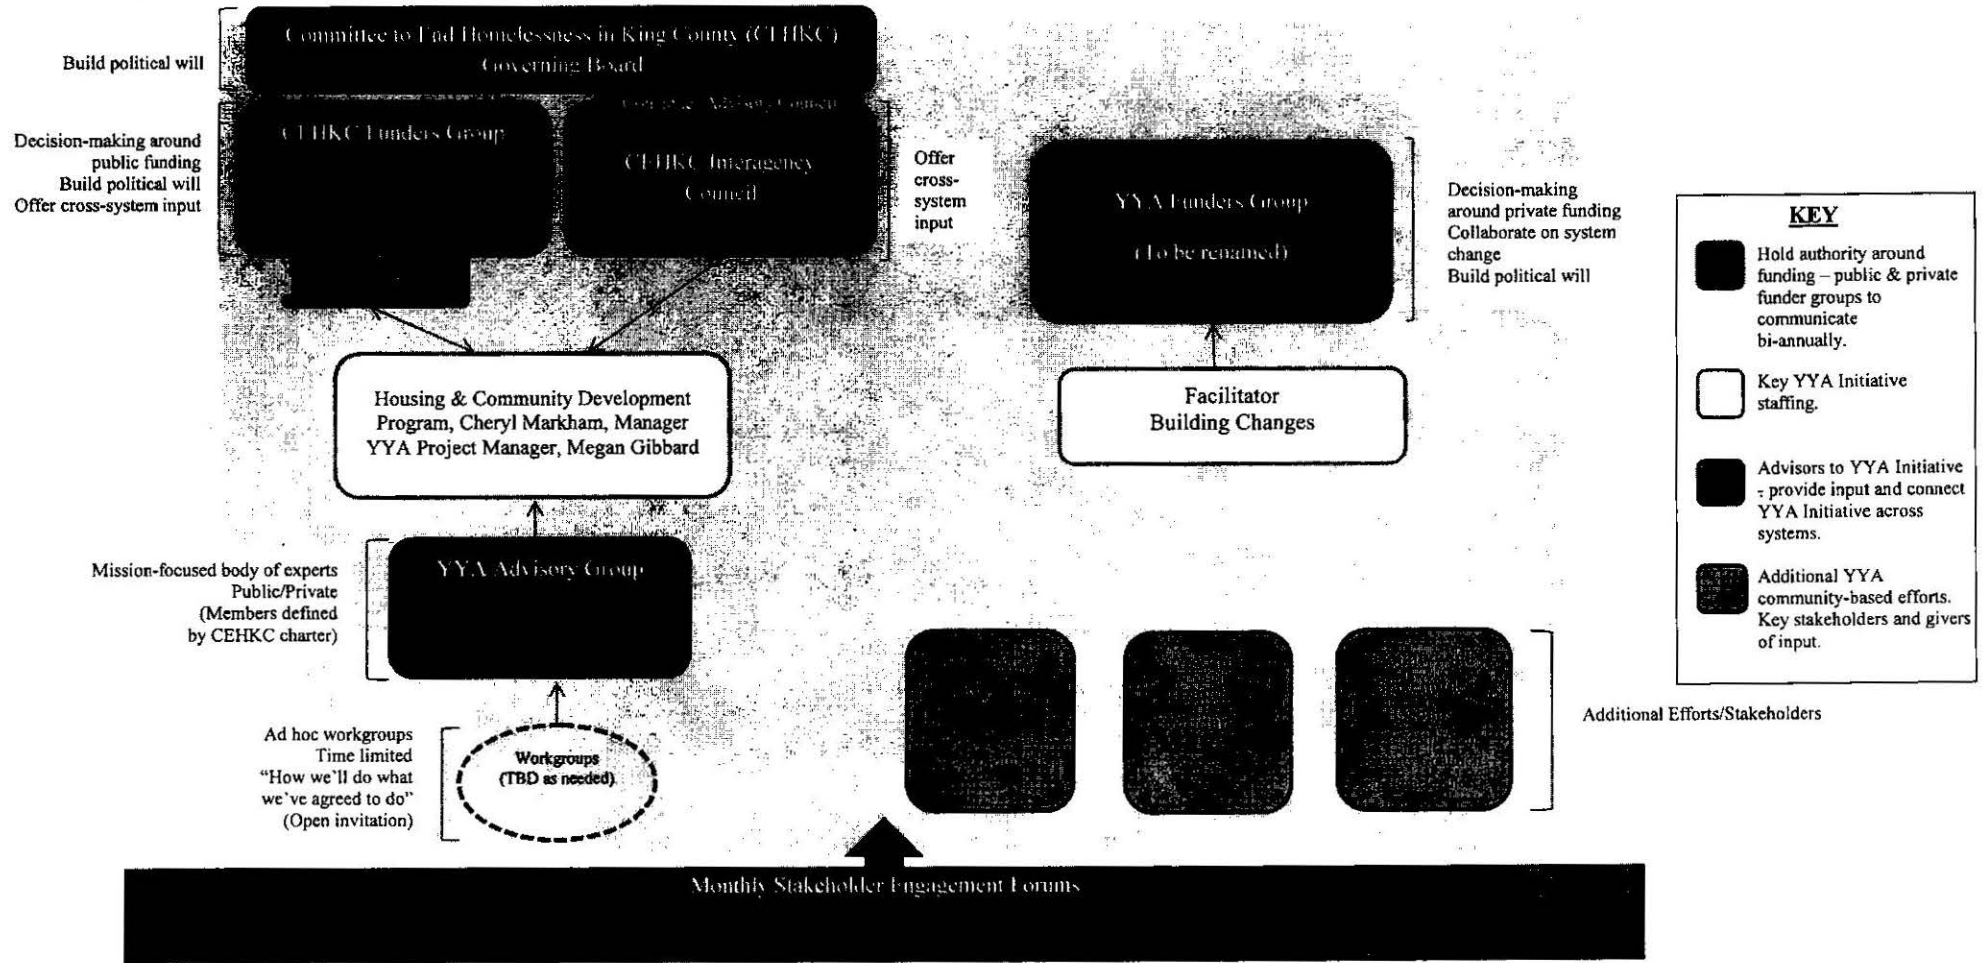 Committee to End Homelessness in King County (CEHKC)
Governing Board
Build political will
Advisory Council
CEHKC Funders Group
CEHKC Interagency
Council
Decision-making around
public funding
Build political will
Offer cross-system input
Offer
cross-
system
input
YYA Funders Group
(To be renamed)
Decision-making
around private funding
Collaborate on system
change
Build political will
KEY
Hold authority around
funding – public & private
funder groups to
communicate
bi-annually.
Key YYA Initiative
staffing.
Advisors to YYA Initiative
- provide input and connect
YYA Initiative across
systems.
Additional YYA
community-based efforts.
Key stakeholders and givers
of input.
Housing & Community Development
Program, Cheryl Markham, Manager
YYA Project Manager, Megan Gibbard
Facilitator
Building Changes
YYA Advisory Group
Mission-focused body of experts
Public/Private
(Members defined
by CEHKC charter)
Ad hoc workgroups
Time limited
“How we’ll do what
we’ve agreed to do”
(Open invitation)
Workgroups
(TBD as needed)
Additional Efforts/Stakeholders
Monthly Stakeholder Engagement Forums